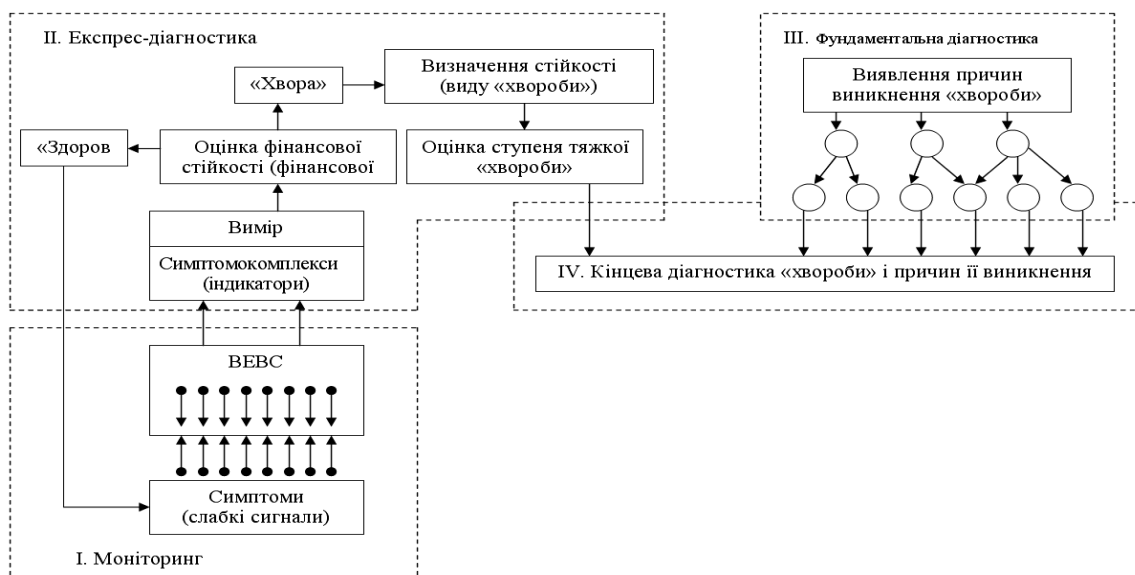 II. Експрес-діагностика
III. Фундаментальна діагностика
Визначення стійкості
(виду «хвороби»)
Виявлення причин
виникнення «хвороби»
«Хвора»
«Здоров
Оцінка фінансової
стійкості (фінансової
Оцінка ступеня тяжкої
«хвороби»
Вимір
Симптомокомплекси
(індикатори)
IV. Кінцева діагностика «хвороби» і причин її виникнення
ВЕВС
Симптоми
(слабкі сигнали)
I. Моніторинг